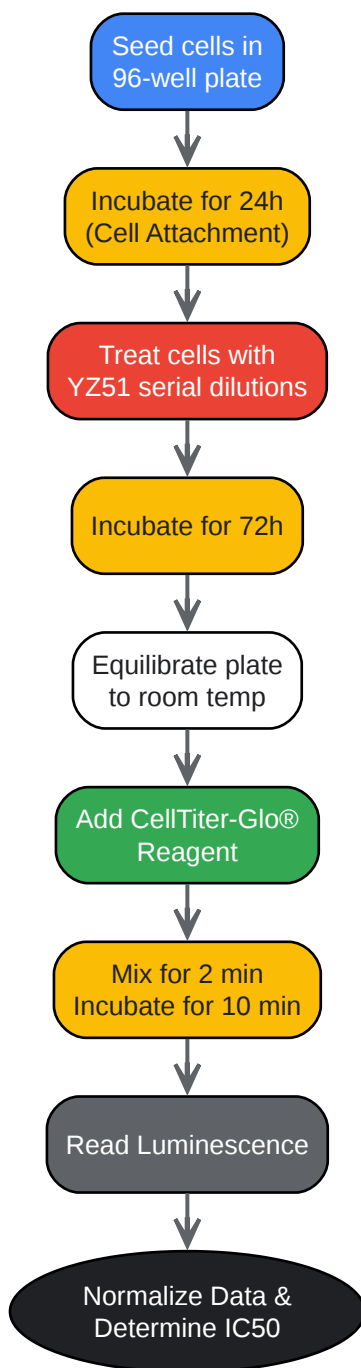 Seed cells in
96-well plate
Incubate for 24h
(Cell Attachment)
Treat cells with
YZ51 serial dilutions
Incubate for 72h
Equilibrate plate
to room temp
Add CellTiter-Glo®
Reagent
Mix for 2 min
Incubate for 10 min
Read Luminescence
Normalize Data &
Determine IC50